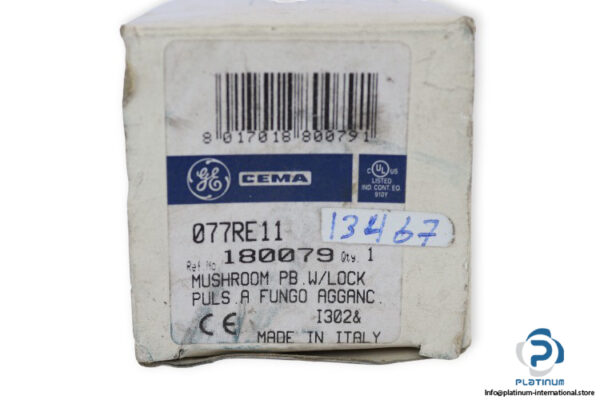 8 017018 800791
GE CEMA
C UL US
LISTED
IND. CONT. EQ.
910Y
077RE11 13467
Ref.No. 180079 Qty. 1
MUSHROOM PB.W/LOCK
PULS.A FUNGO AGGANC.
I302&
CE MADE IN ITALY
PLATINUM
Info@platinum-international.store